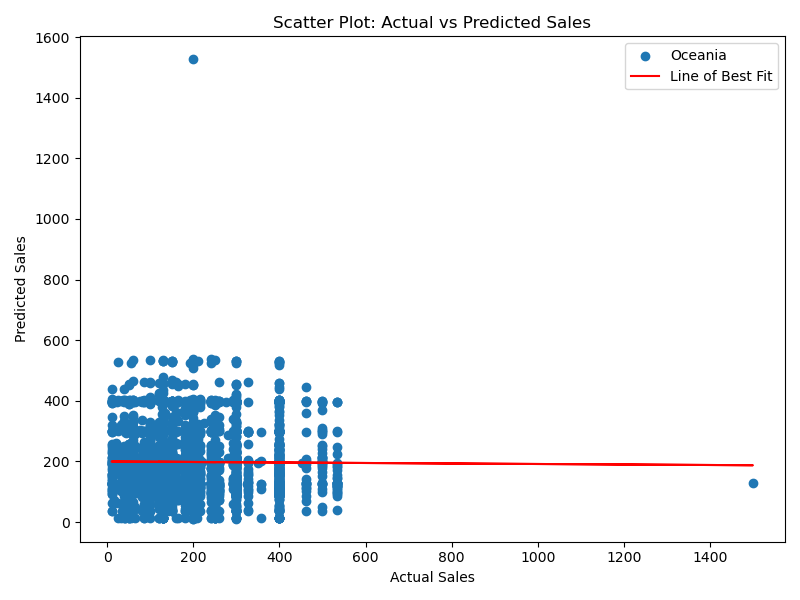 Scatter Plot: Actual vs Predicted Sales
Oceania
Line of Best Fit
Predicted Sales
1600
1400
1200
1000
800
600
400
200
0
0 200 400 600 800 1000 1200 1400
Actual Sales